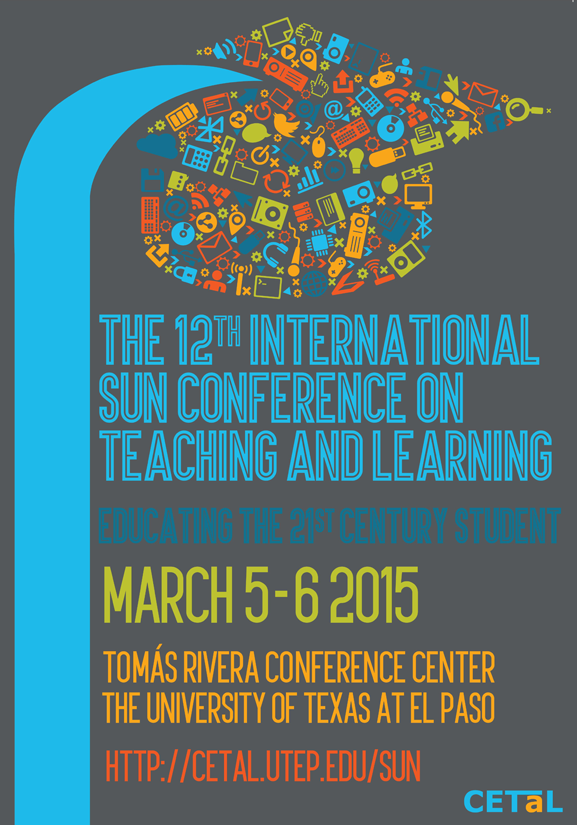 THE 12TH INTERNATIONAL
SUN CONFERENCE ON
TEACHING AND LEARNING
EDUCATING THE 21ST CENTURY STUDENT
MARCH 5-6 2015
TOMÁS RIVERA CONFERENCE CENTER
THE UNIVERSITY OF TEXAS AT EL PASO
HTTP://CETAL.UTEP.EDU/SUN
CETaL